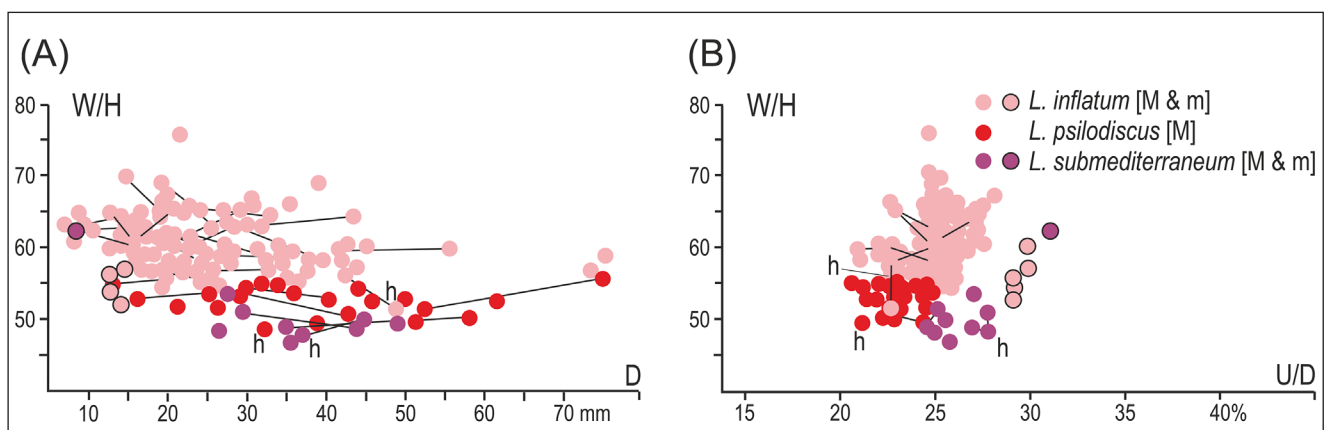 (A)
W/H
80
70
60
50
h
h
h
D
10 20 30 40 50 60 70 mm
(B)
W/H
80
70
60
50
L. inflatum [M & m]
L. psilodiscus [M]
L. submediterraneum [M & m]
h
h
h
U/D
15 20 25 30 35 40%